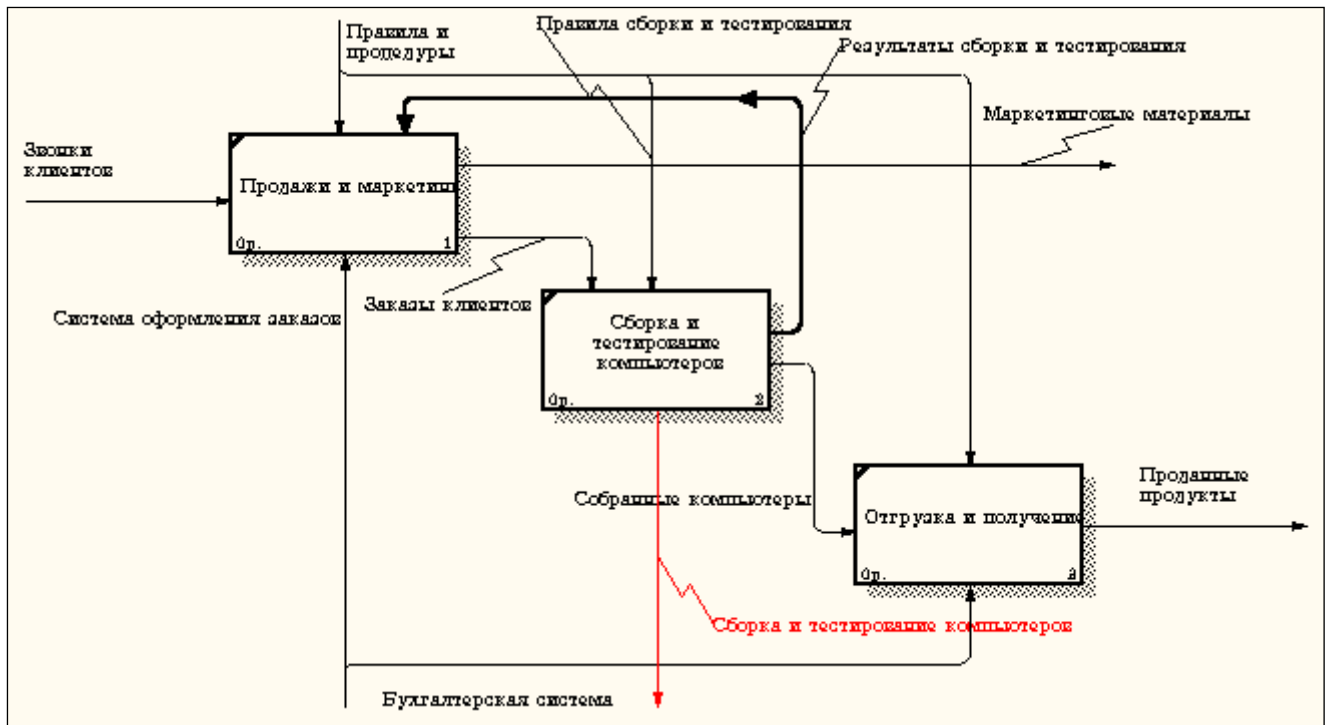 Правила и
процедуры
Правила сборки и тестирования
Результаты сборки и тестирования
Маркетинговые материалы
Звонки
клиентов
Продажи и маркетинг
0р.
1
Заказы клиентов
Система оформления заказов
Сборка и
тестирование
компьютеров
0р.
2
Собранные компьютеры
Проданные
продукты
Отгрузка и получение
0р.
3
Сборка и тестирование компьютеров
Бухгалтерская система